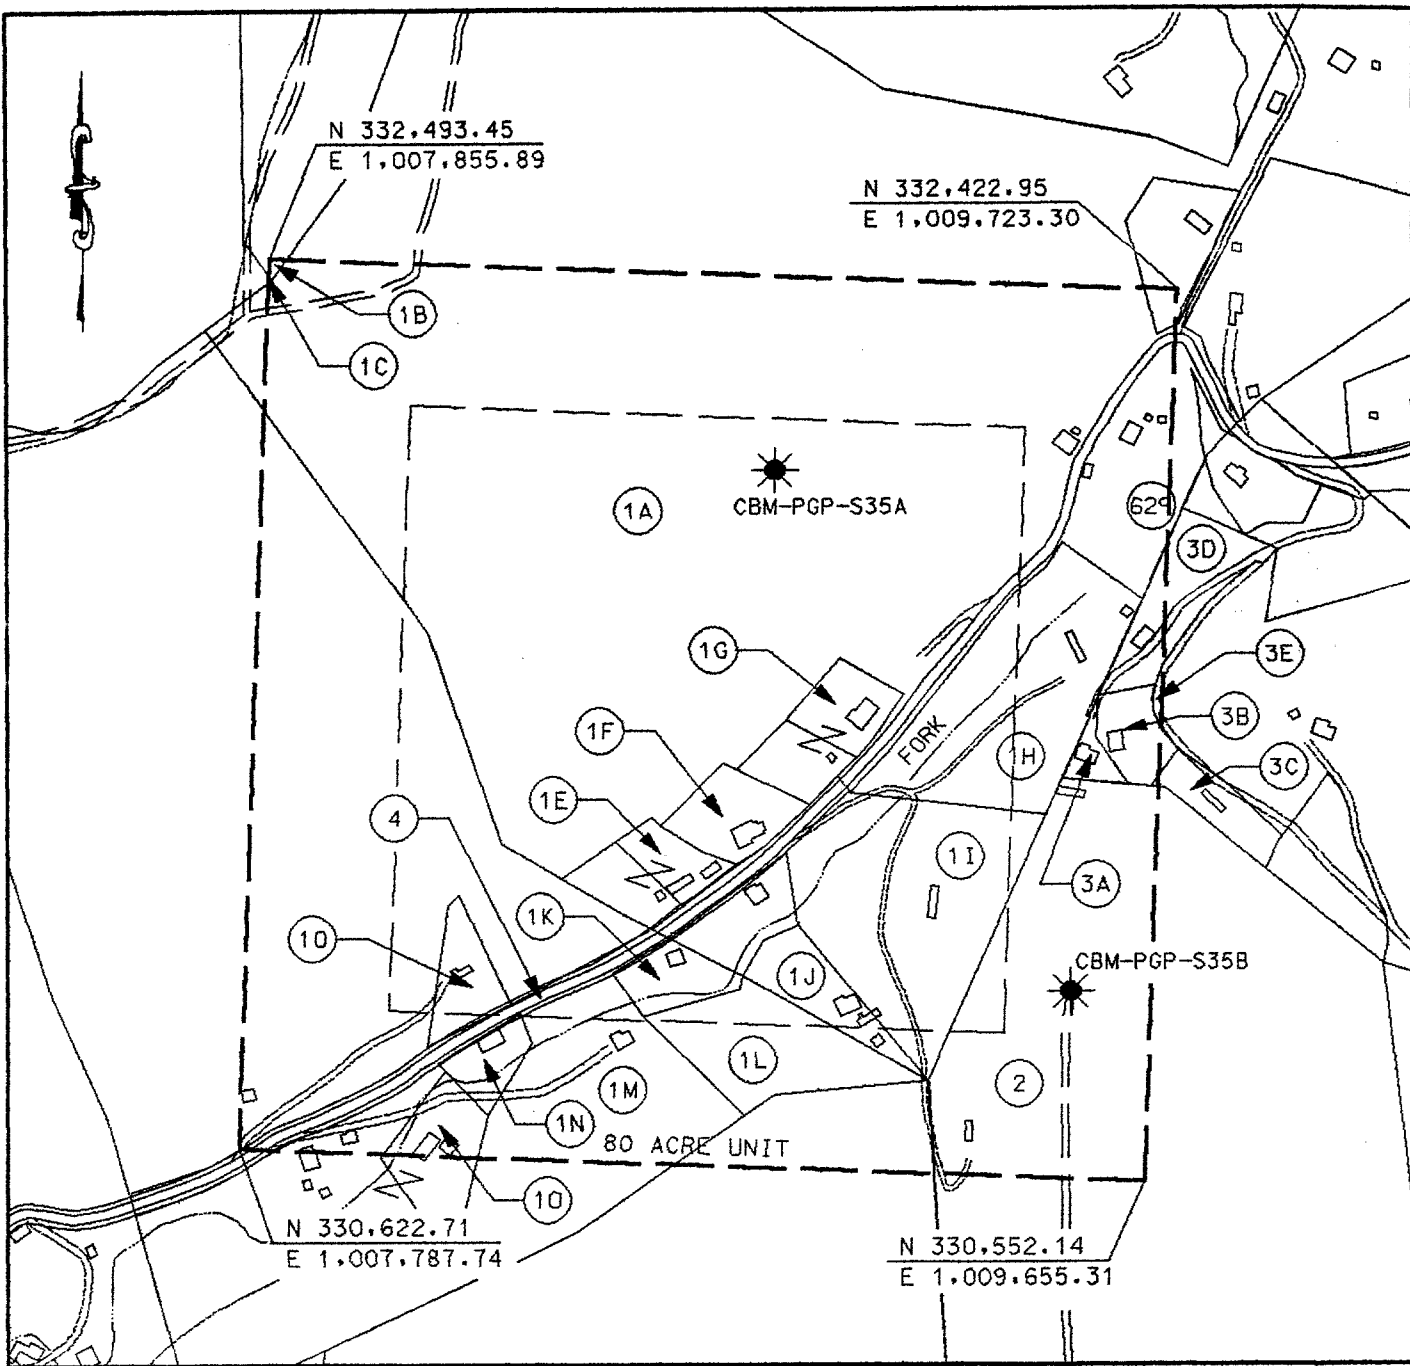 N 332,493.45
E 1,007,855.89
N 332,422.95
E 1,009,723.30
1B
1C
1A
CBM-PGP-S35A
629
3D
1G
3E
1F
FORK
3B
1H
3C
1E
4
1I
3A
1K
10
CBM-PGP-S35B
1J
1L
2
1M
1N
80 ACRE UNIT
10
N 330,622.71
E 1,007,787.74
N 330,552.14
E 1,009,655.31